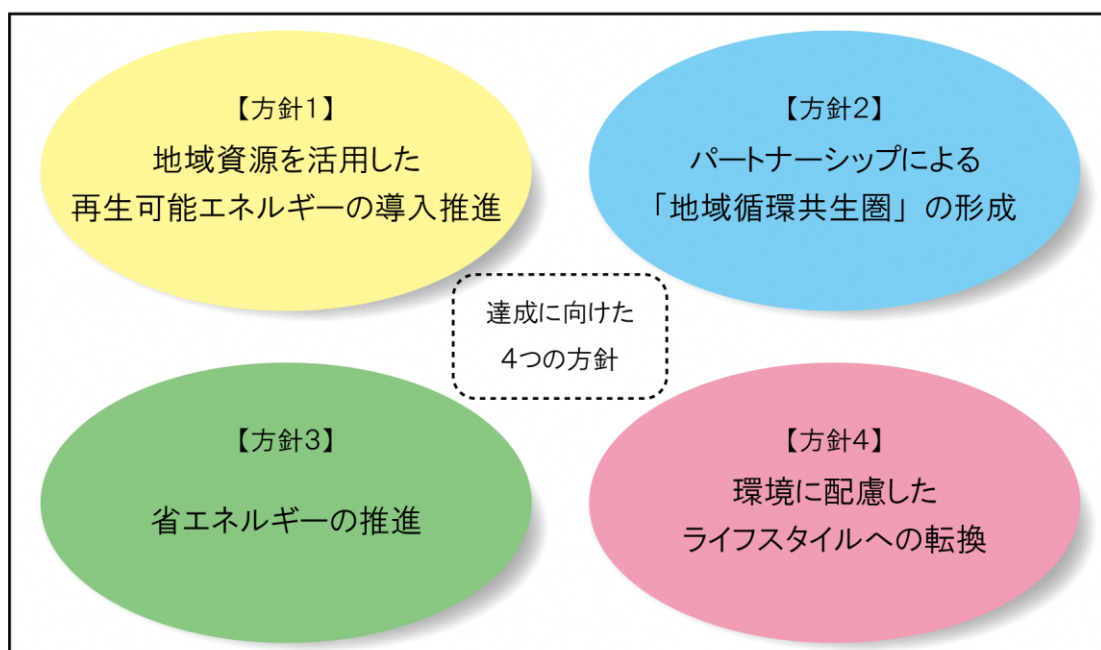 【方針1】
地域資源を活用した
再生可能エネルギーの導入推進
【方針2】
パートナーシップによる
「地域循環共生圏」の形成
達成に向けた
4つの方針
【方針3】
省エネルギーの推進
【方針4】
環境に配慮した
ライフスタイルへの転換